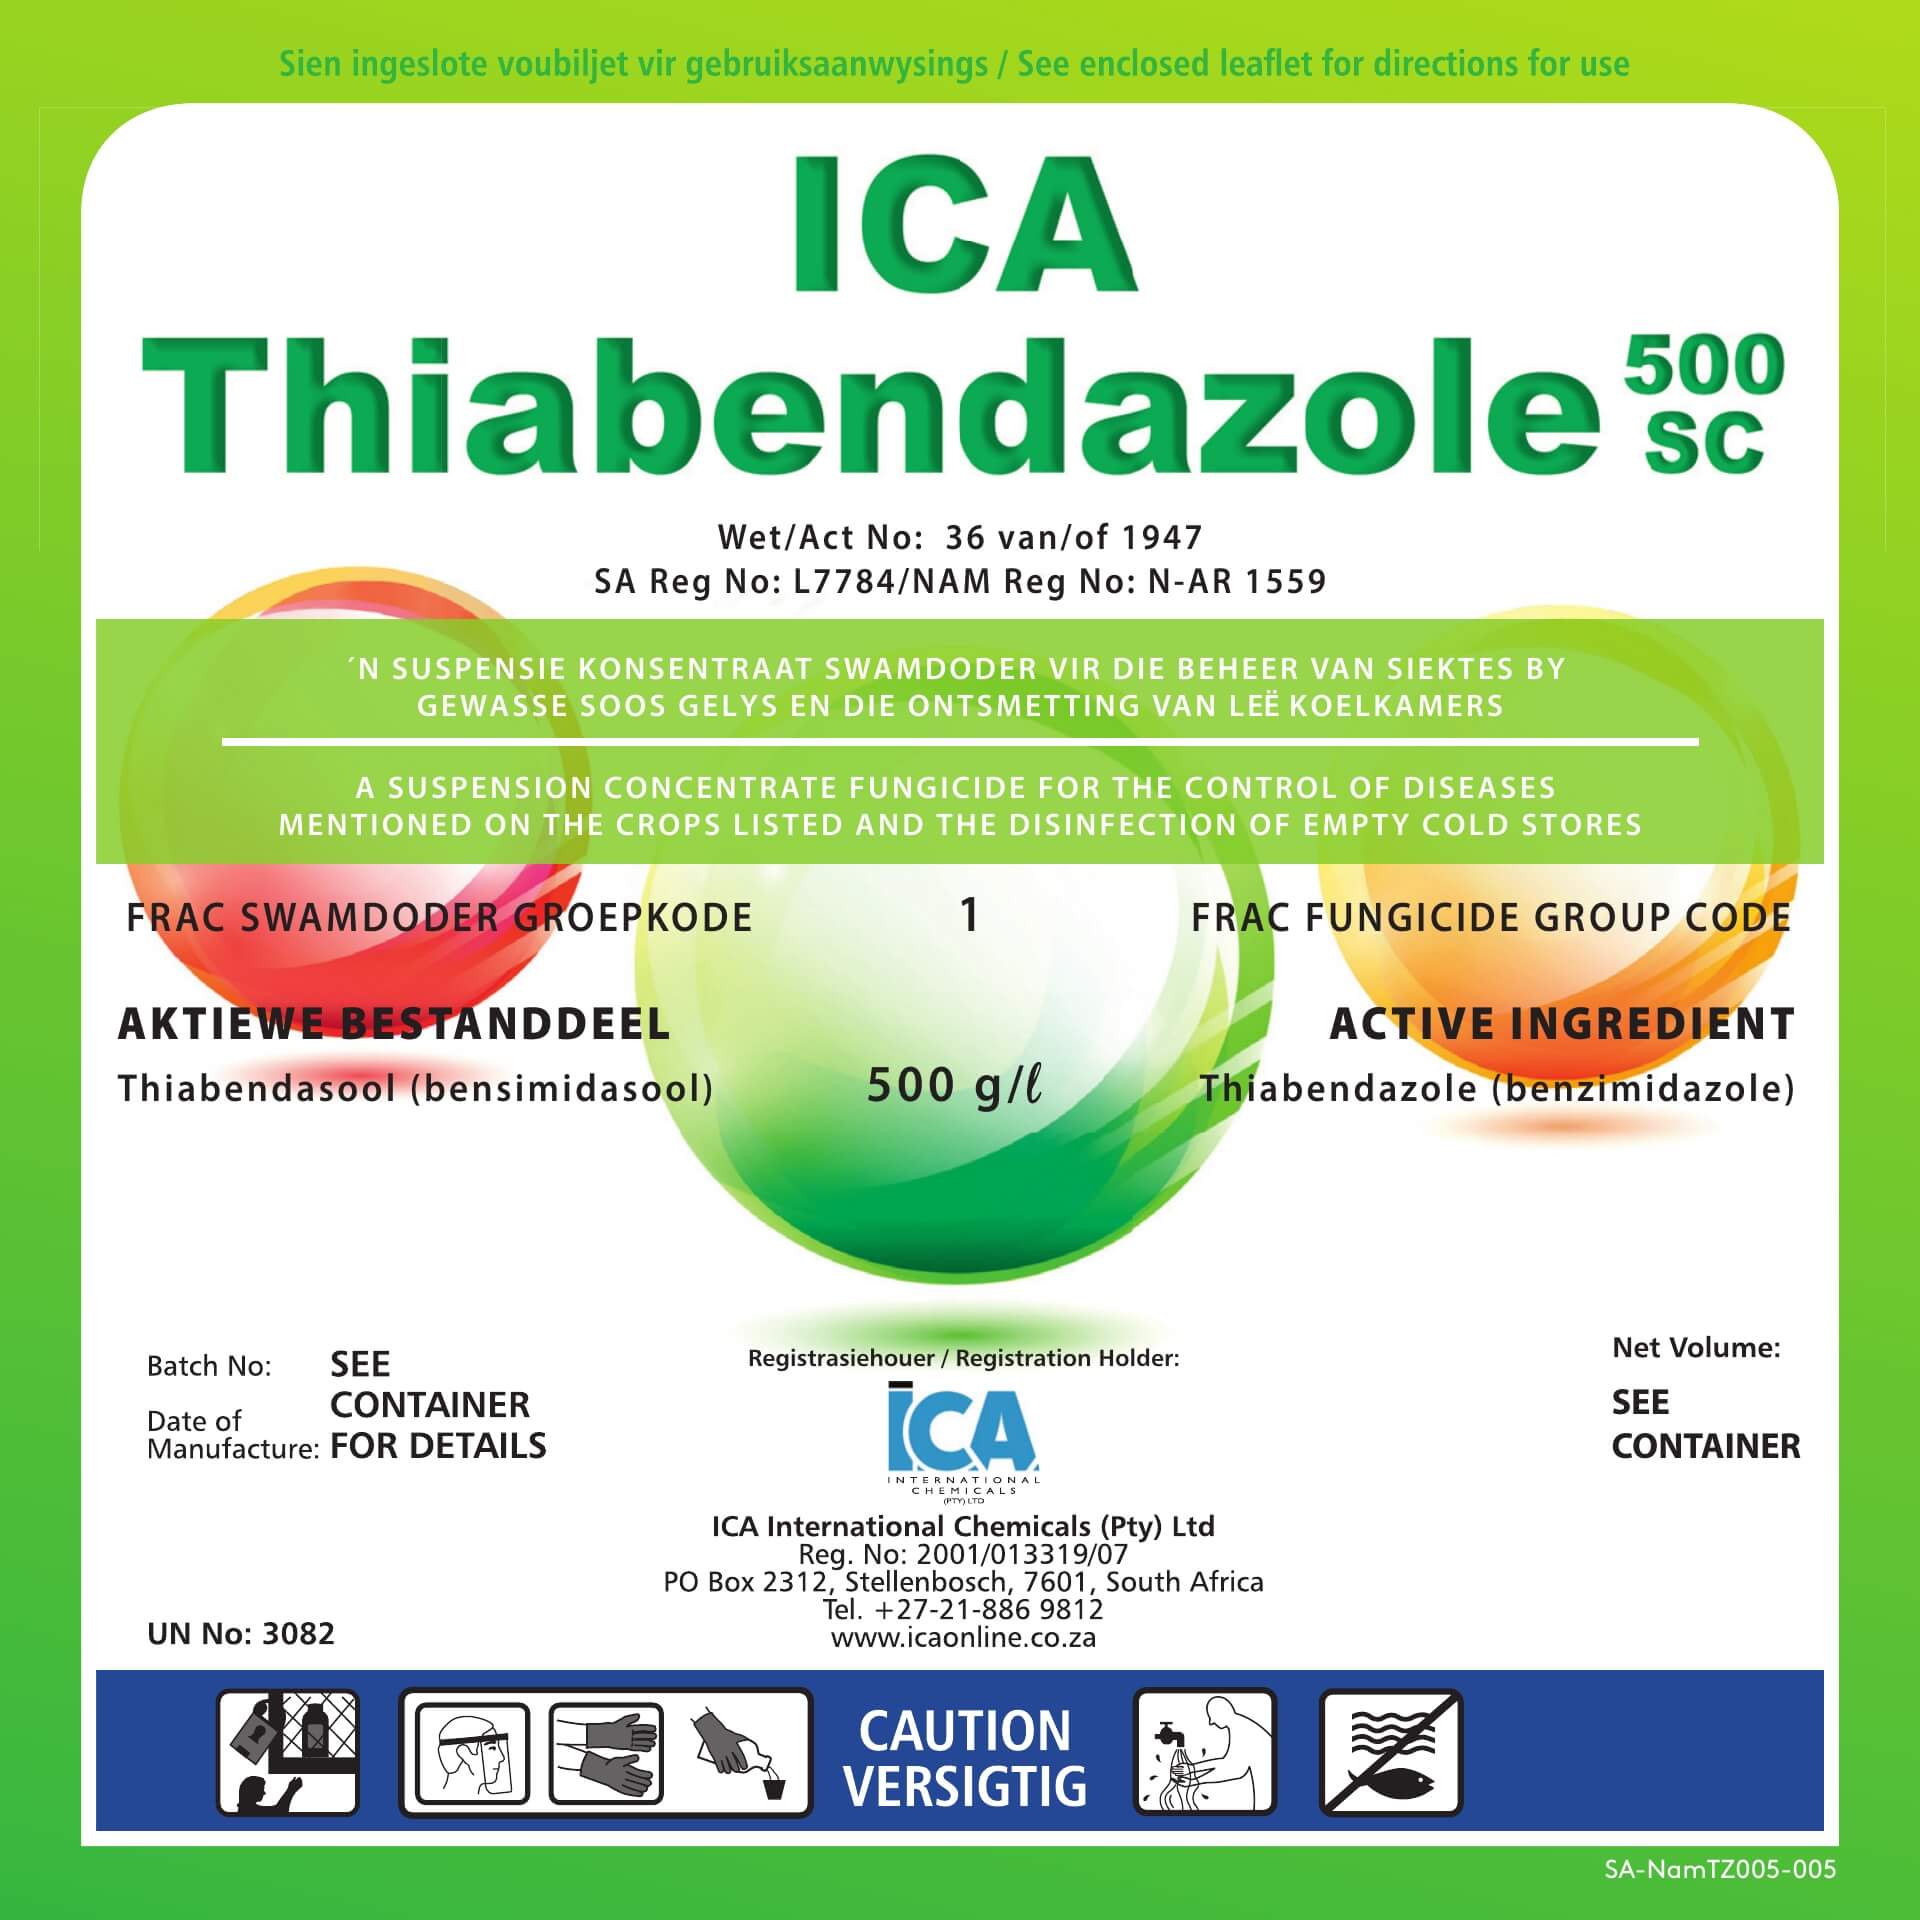 Sien ingeslote voubiljet vir gebruiksaanwysings / See enclosed leaflet for directions for use
ICA
Thiabendazole 500 SC
Wet/Act No: 36 van/of 1947
SA Reg No: L7784/NAM Reg No: N-AR 1559
´N SUSPENSIE KONSENTRAAT SWAMDODER VIR DIE BEHEER VAN SIEKTES BY
GEWASSE SOOS GELYS EN DIE ONTSMETTING VAN LEË KOELKAMERS
A SUSPENSION CONCENTRATE FUNGICIDE FOR THE CONTROL OF DISEASES
MENTIONED ON THE CROPS LISTED AND THE DISINFECTION OF EMPTY COLD STORES
FRAC SWAMDODER GROEPKODE 1 FRAC FUNGICIDE GROUP CODE
AKTIEWE BESTANDDEEL ACTIVE INGREDIENT
Thiabendasool (bensimidasool) 500 g/ℓ Thiabendazole (benzimidazole)
Batch No: SEE
CONTAINER
Date of
Manufacture: FOR DETAILS
Registrasiehouer / Registration Holder:
ICA
INTERNATIONAL
CHEMICALS
(PTY) LTD
ICA International Chemicals (Pty) Ltd
Reg. No: 2001/013319/07
PO Box 2312, Stellenbosch, 7601, South Africa
Tel. +27-21-886 9812
www.icaonline.co.za
Net Volume:
SEE
CONTAINER
UN No: 3082
CAUTION
VERSIGTIG
SA-NamTZ005-005